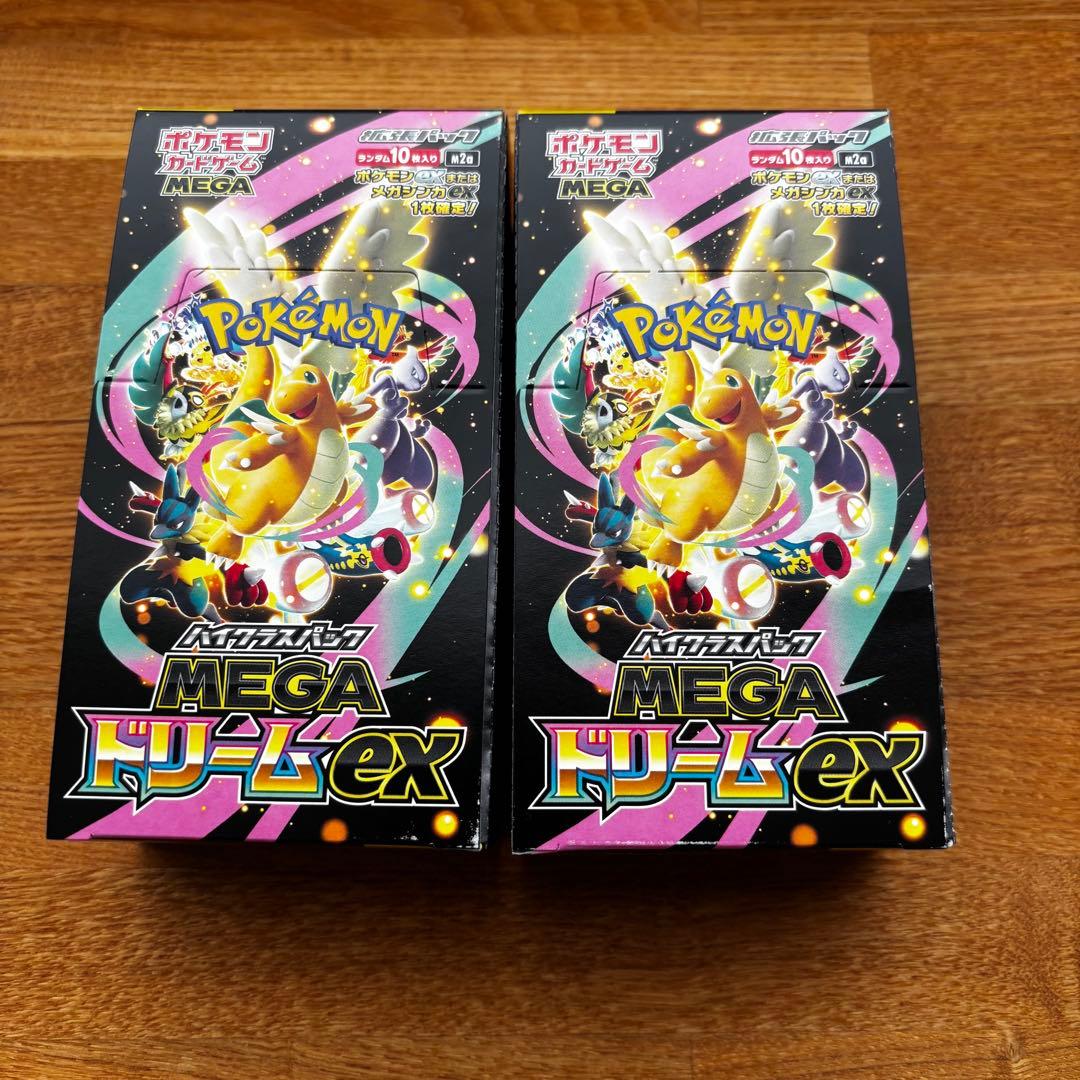 ポケモン
カードゲーム
MEGA
拡張パック
ランダム10枚入り
M2a
ポケモンexまたは
メガシンカex
1枚確定!
POKéMON
TM
ハイクラスパック
MEGA
ドリームex
ポケモン
カードゲーム
MEGA
拡張パック
ランダム10枚入り
M2a
ポケモンexまたは
メガシンカex
1枚確定!
POKéMON
TM
ハイクラスパック
MEGA
ドリームex